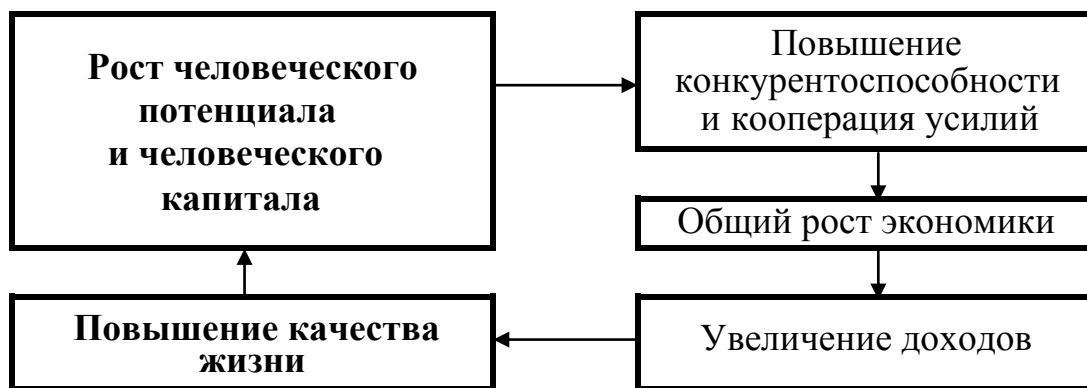 Рост человеческого
потенциала
и человеческого
капитала
Повышение
конкурентоспособности
и кооперация усилий
Общий рост экономики
Увеличение доходов
Повышение качества
жизни